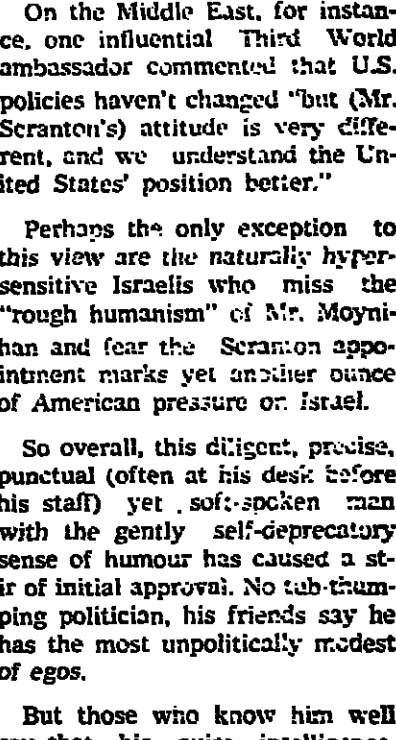 On the Middle East, for instan-
ce, one influential Third World
ambassador commented that U.S.
policies haven't changed "but (Mr.
Scranton's) attitude is very diffe-
rent, and we understand the Un-
ited States' position better."
Perhaps the only exception to
this view are the naturally hyper-
sensitive Israelis who miss the
"rough humanism" of Mr. Moyni-
han and fear the Scranton appo-
intment marks yet another ounce
of American pressure on Israel.
So overall, this diligent, precise,
punctual (often at his desk before
his staff) yet soft-spoken man
with the gently self-deprecatory
sense of humour has caused a st-
ir of initial approval. No tub-thum-
ping politician, his friends say he
has the most unpolitically modest
of egos.
But those who know him well